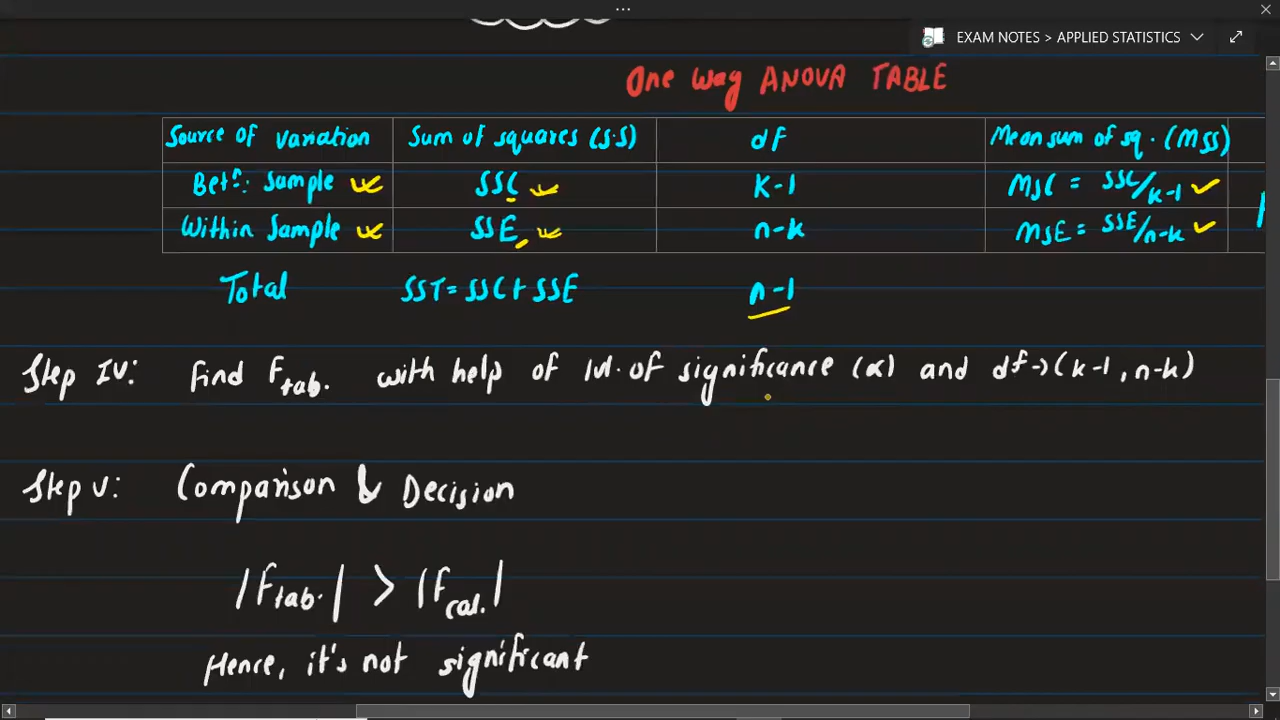 EXAM NOTES > APPLIED STATISTICS
One Way ANOVA TABLE
Source of variation Sum of squares (S.S) df Mean sum of sq. (MSS)
Betn: Sample SSC k-1 MSC = SSC/k-1
Within Sample SSE n-k MSE = SSE/n-k
Total SST = SSC + SSE n-1
Step IV: Find Ftab. with help of lvl. of significance (α) and df→(k-1, n-k)
Step V: Comparison & Decision
|Ftab.| > |Fcal.|
Hence, it's not significant